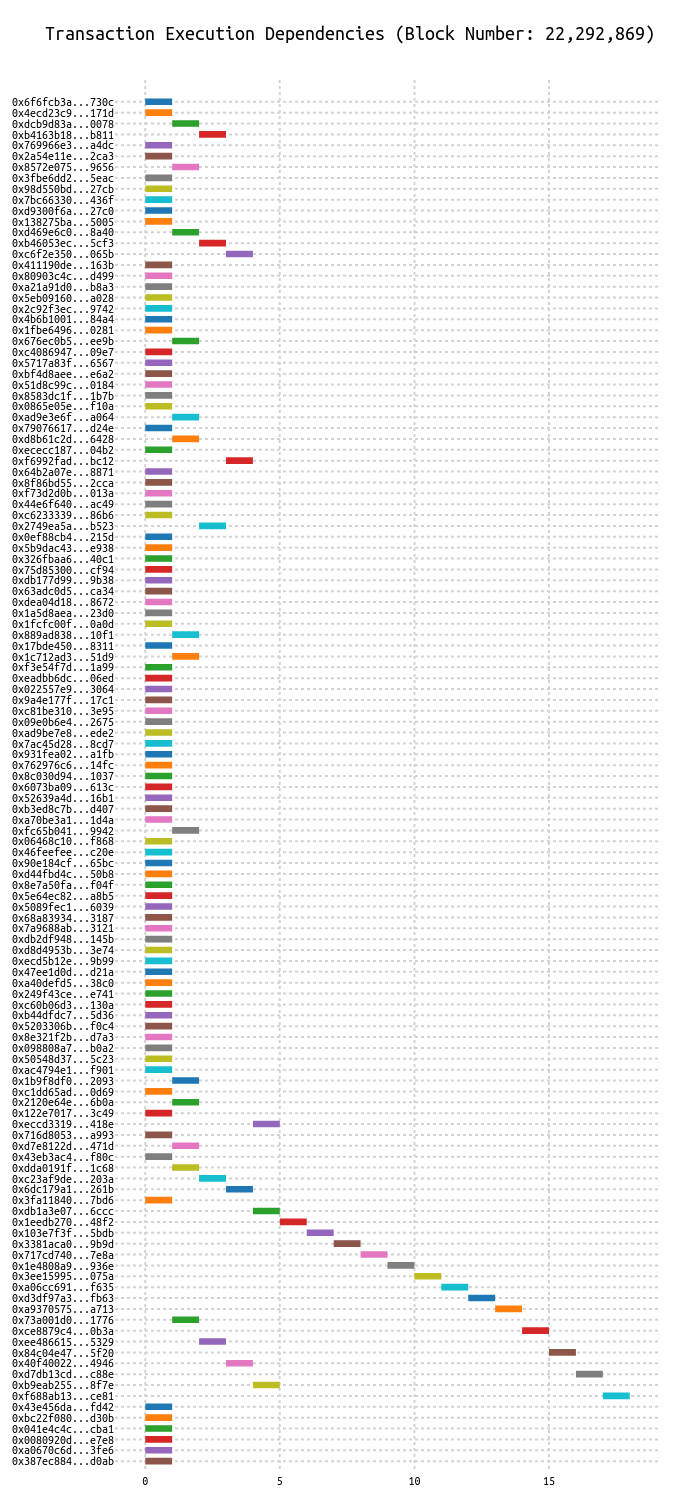 Transaction Execution Dependencies (Block Number: 22,292,869)
0x6f6fcb3a...730c
0x4ecd23c9...171d
0xdcb9d83a...0078
0xb4163b18...b811
0x769966e3...a4dc
0x2a54e11e...2ca3
0x8572e075...9656
0x3fbe6dd2...5eac
0x98d550bd...27cb
0x7bc66330...436f
0xd9300f6a...27c0
0x138275ba...5005
0xd469e6c0...8a40
0xb46053ec...5cf3
0xc6f2e350...065b
0x411190de...163b
0x80903c4c...d499
0xa21a91d0...b8a3
0x5eb09160...a028
0x2c92f3ec...9742
0x4b6b1001...84a4
0x1fbe6496...0281
0x676ec0b5...ee9b
0xc4086947...09e7
0x5717a83f...6567
0xbf4d8aee...e6a2
0x51d8c99c...0184
0x8583dc1f...1b7b
0x0865e05e...f10a
0xad9e3e6f...a064
0x79076617...d24e
0xd8b61c2d...6428
0xececc187...04b2
0xf6992fad...bc12
0x64b2a07e...8871
0x8f86bd55...2cca
0xf73d2d0b...013a
0x44e6f640...ac49
0xc6233339...86b6
0x2749ea5a...b523
0x0ef88cb4...215d
0x5b9dac43...e938
0x326fbaa6...40c1
0x75d85300...cf94
0xdb177d99...9b38
0x63adc0d5...ca34
0xdea04d18...8672
0x1a5d8aea...23d0
0x1fcfc00f...0a0d
0x889ad838...10f1
0x17bde450...8311
0x1c712ad3...51d9
0xf3e54f7d...1a99
0xeadbb6dc...06ed
0x022557e9...3064
0x9a4e177f...17c1
0xc81be310...3e95
0x09e0b6e4...2675
0xad9be7e8...ede2
0x7ac45d28...8cd7
0x931fea02...a1fb
0x762976c6...14fc
0x8c030d94...1037
0x6073ba09...613c
0x52639a4d...16b1
0xb3ed8c7b...d407
0xa70be3a1...1d4a
0xfc65b041...9942
0x06468c10...f868
0x46feefee...c20e
0x90e184cf...65bc
0xd44fbd4c...50b8
0x8e7a50fa...f04f
0x5e64ec82...a8b5
0x5089fec1...6039
0x68a83934...3187
0x7a9688ab...3121
0xdb2df948...145b
0xd8d4953b...3e74
0xecd5b12e...9b99
0x47ee1d0d...d21a
0xa40defd5...38c0
0x249f43ce...e741
0xc60b06d3...130a
0xb44dfdc7...5d36
0x5203306b...f0c4
0x8e321f2b...d7a3
0x098808a7...b0a2
0x50548d37...5c23
0xac4794e1...f901
0x1b9f8df0...2093
0xc1dd65ad...0d69
0x2120e64e...6b0a
0x122e7017...3c49
0xeccd3319...418e
0x716d8053...a993
0xd7e8122d...471d
0x43eb3ac4...f80c
0xdda0191f...1c68
0xc23af9de...203a
0x6dc179a1...261b
0x3fa11840...7bd6
0xdb1a3e07...6ccc
0x1eedb270...48f2
0x103e7f3f...5bdb
0x3381aca0...9b9d
0x717cd740...7e8a
0x1e4808a9...936e
0x3ee15995...075a
0xa06cc691...f635
0xd3df97a3...fb63
0xa9370575...a713
0x73a001d0...1776
0xce8879c4...0b3a
0xee486615...5329
0x84c04e47...5f20
0x40f40022...4946
0xd7db13cd...c88e
0xb9eab255...8f7e
0xf688ab13...ce81
0x43e456da...fd42
0xbc22f080...d30b
0x041e4c4c...cba1
0x0080920d...e7e8
0xa0670c6d...3fe6
0x387ec884...d0ab
0 5 10 15